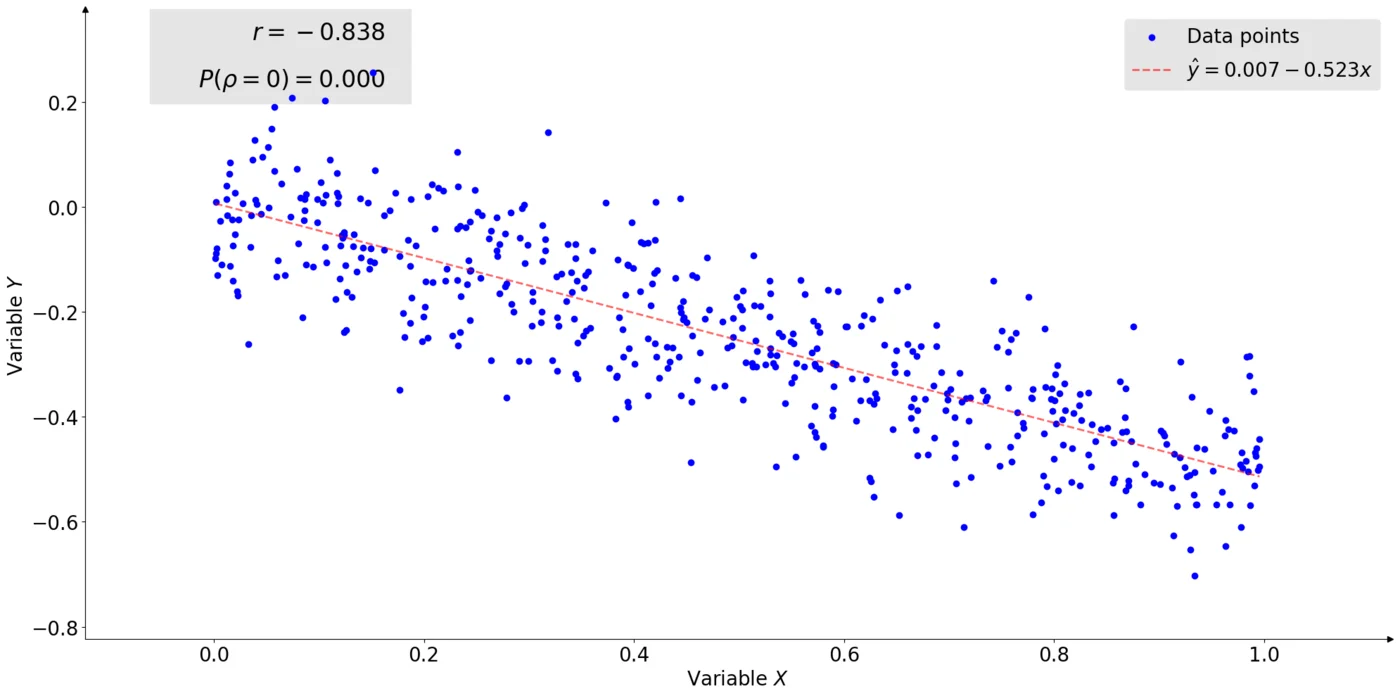 r = −0.838
P(ρ = 0) = 0.000
Data points
ŷ = 0.007 − 0.523x
Variable Y
0.2
0.0
−0.2
−0.4
−0.6
−0.8
0.0 0.2 0.4 0.6 0.8 1.0
Variable X